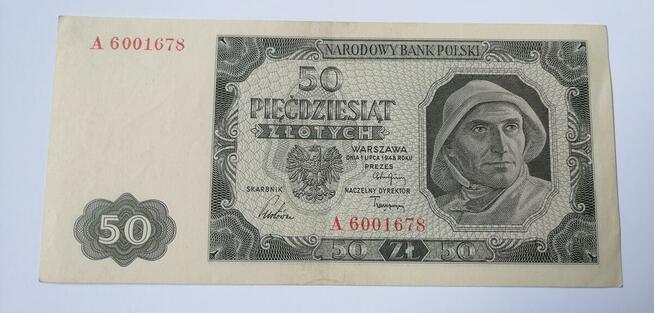 A 6001678
NARODOWY BANK POLSKI
50
PIĘĆDZIESIĄT
ZŁOTYCH
WARSZAWA
DNIA 1 LIPCA 1948 ROKU
PREZES
SKARBNIK
NACZELNY DYREKTOR
A 6001678
50
50 ZŁ 50